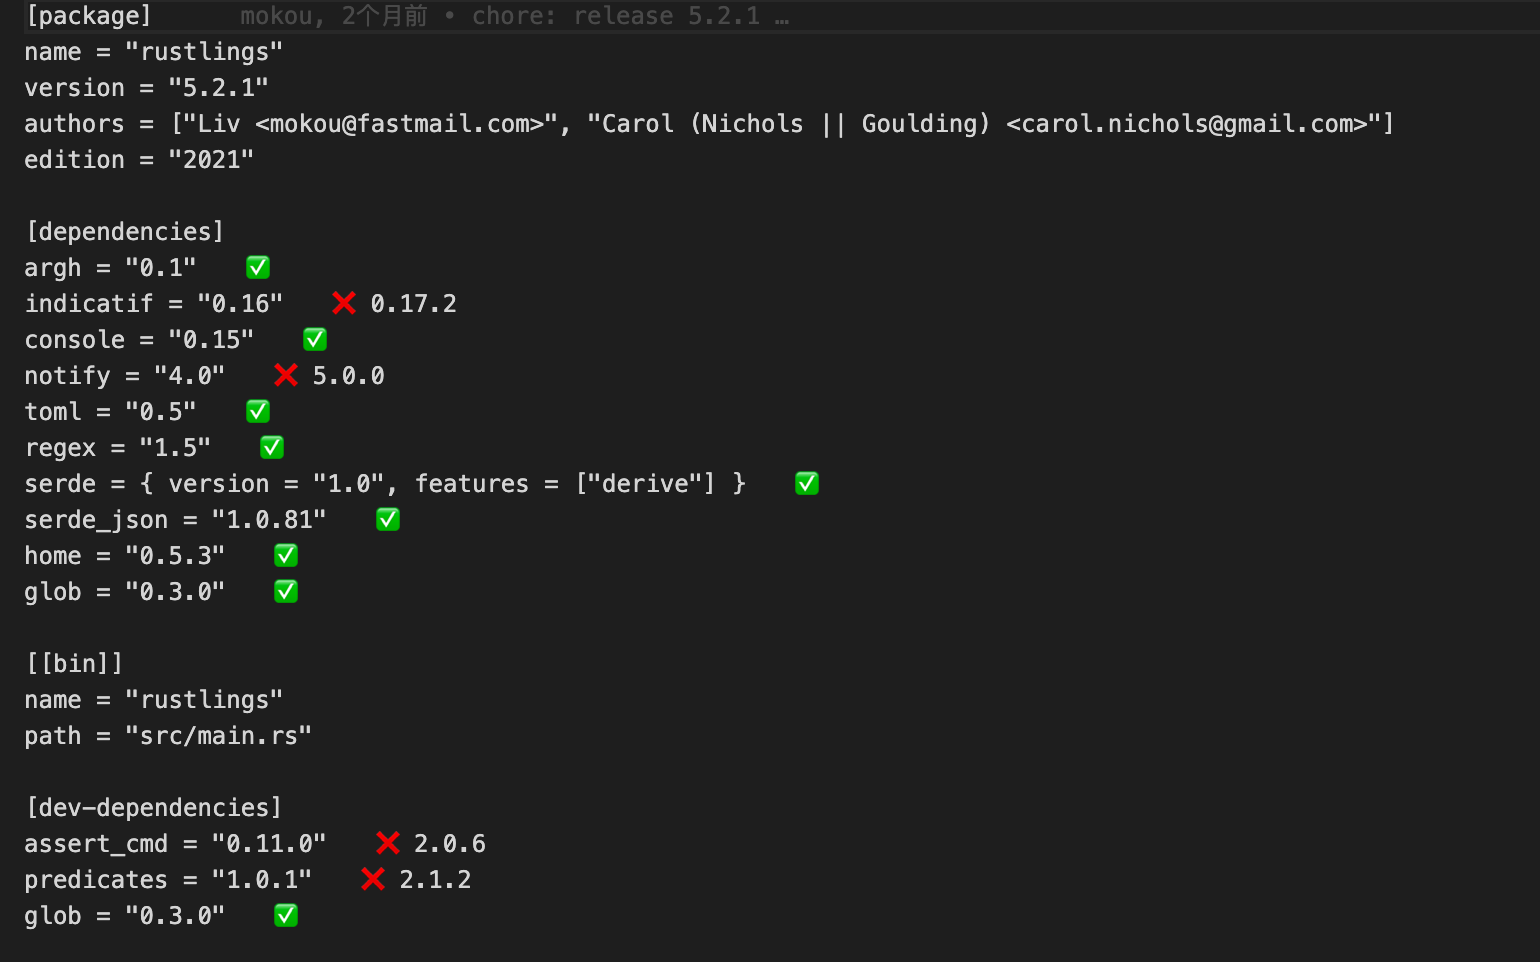 [package] mokou, 2个月前 • chore: release 5.2.1 …
name = "rustlings"
version = "5.2.1"
authors = ["Liv <mokou@fastmail.com>", "Carol (Nichols || Goulding) <carol.nichols@gmail.com>"]
edition = "2021"
[dependencies]
argh = "0.1" ✅
indicatif = "0.16" ❌ 0.17.2
console = "0.15" ✅
notify = "4.0" ❌ 5.0.0
toml = "0.5" ✅
regex = "1.5" ✅
serde = { version = "1.0", features = ["derive"] } ✅
serde_json = "1.0.81" ✅
home = "0.5.3" ✅
glob = "0.3.0" ✅
[[bin]]
name = "rustlings"
path = "src/main.rs"
[dev-dependencies]
assert_cmd = "0.11.0" ❌ 2.0.6
predicates = "1.0.1" ❌ 2.1.2
glob = "0.3.0" ✅